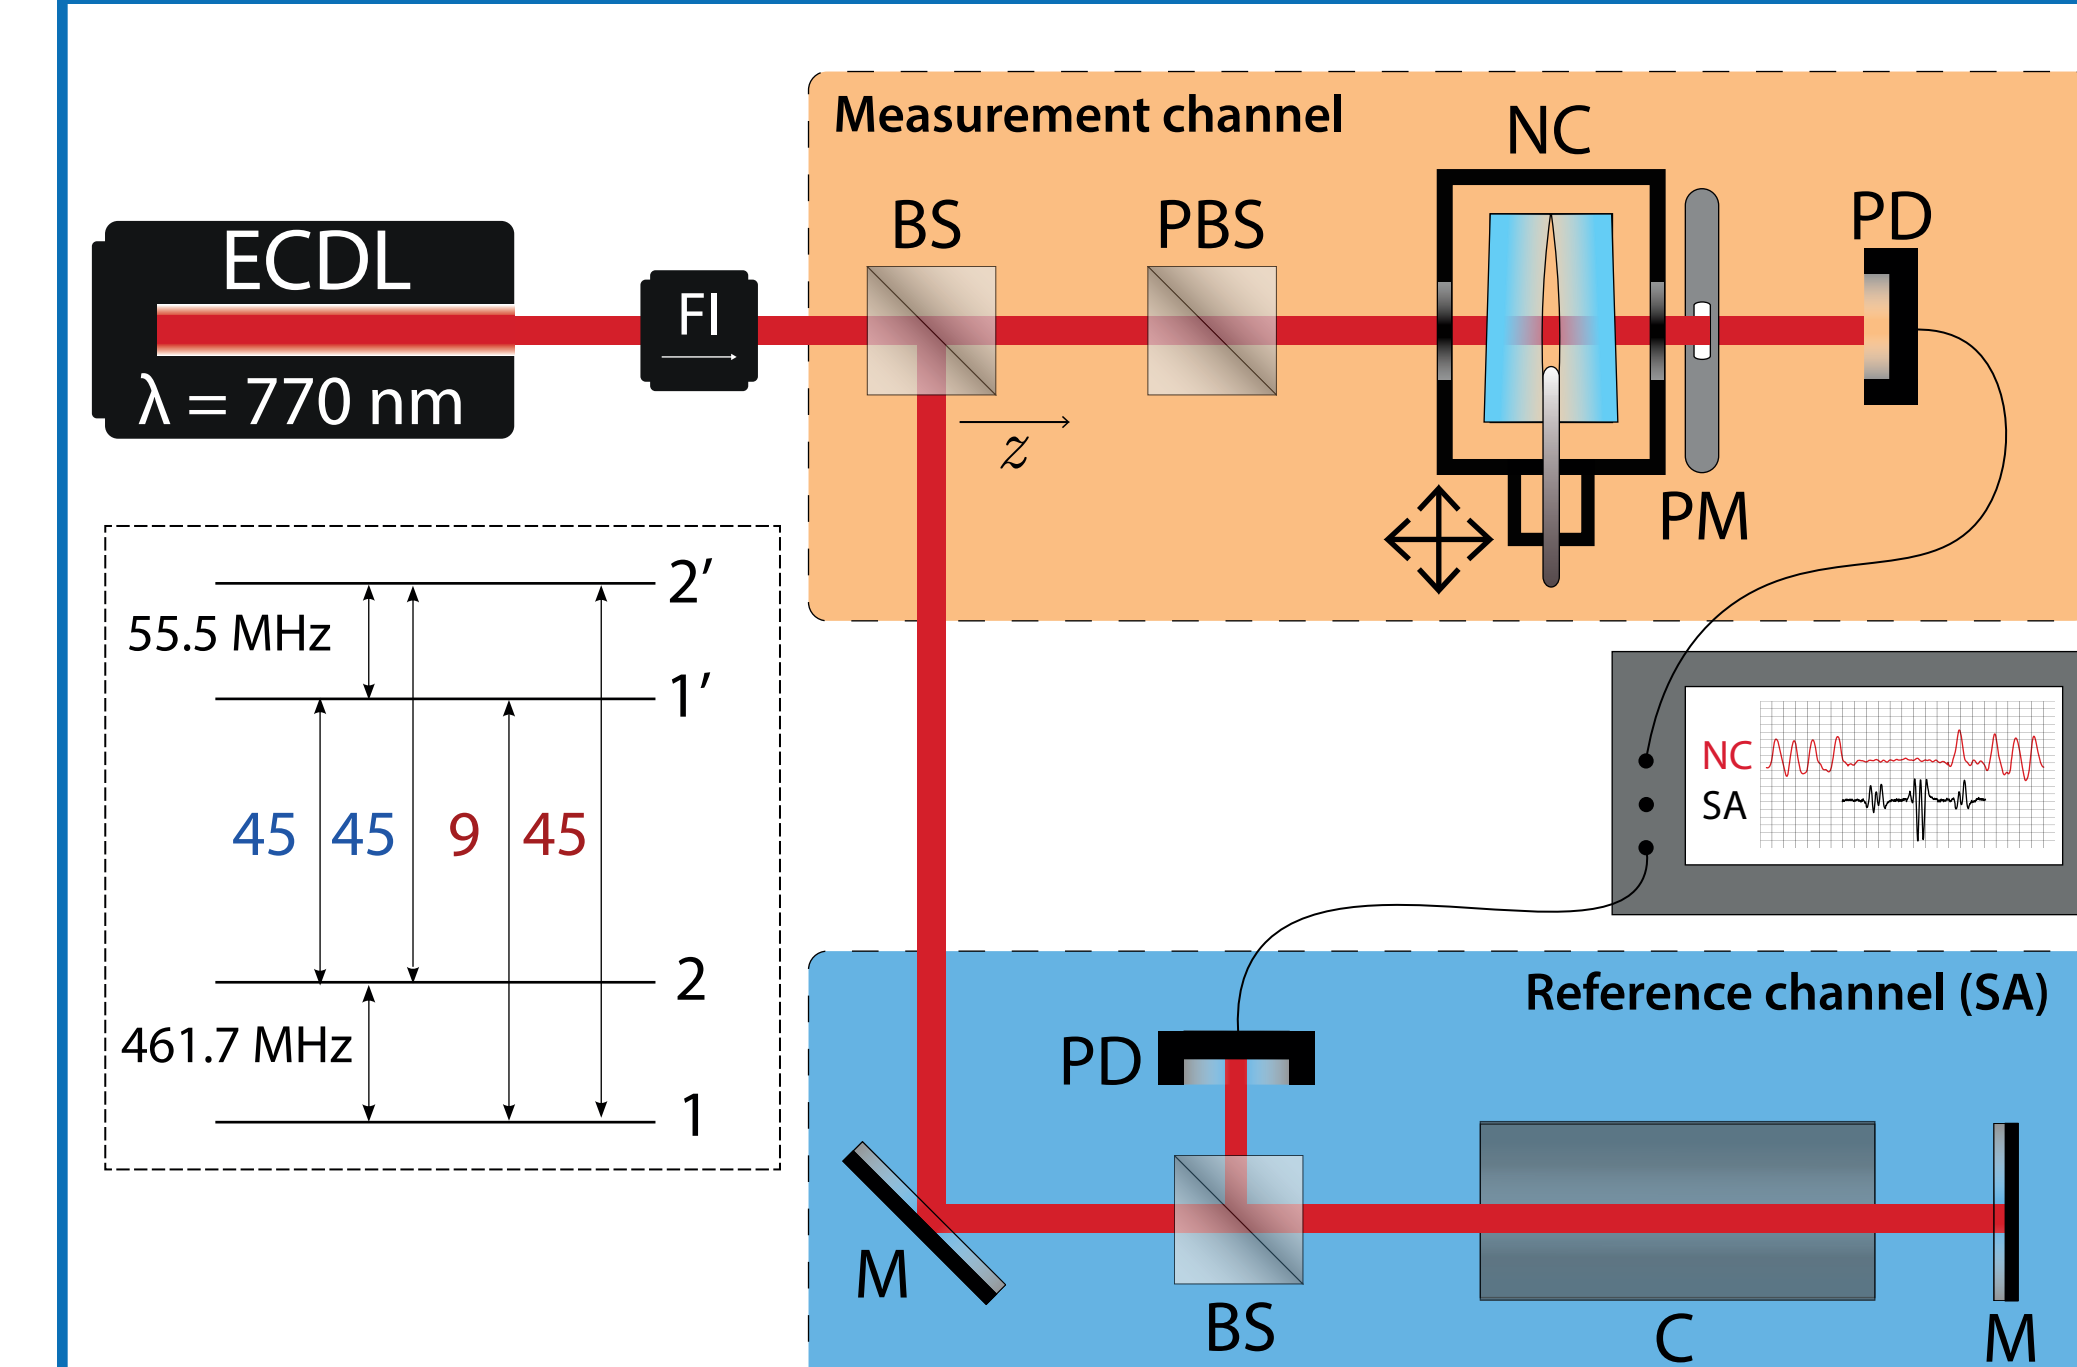 Measurement channel
NC
BS
PBS
PD
ECDL
FI
λ = 770 nm
z
PM
2′
55.5 MHz
1′
45 45 9 45
2
461.7 MHz
1
NC
SA
Reference channel (SA)
PD
M
BS
C
M